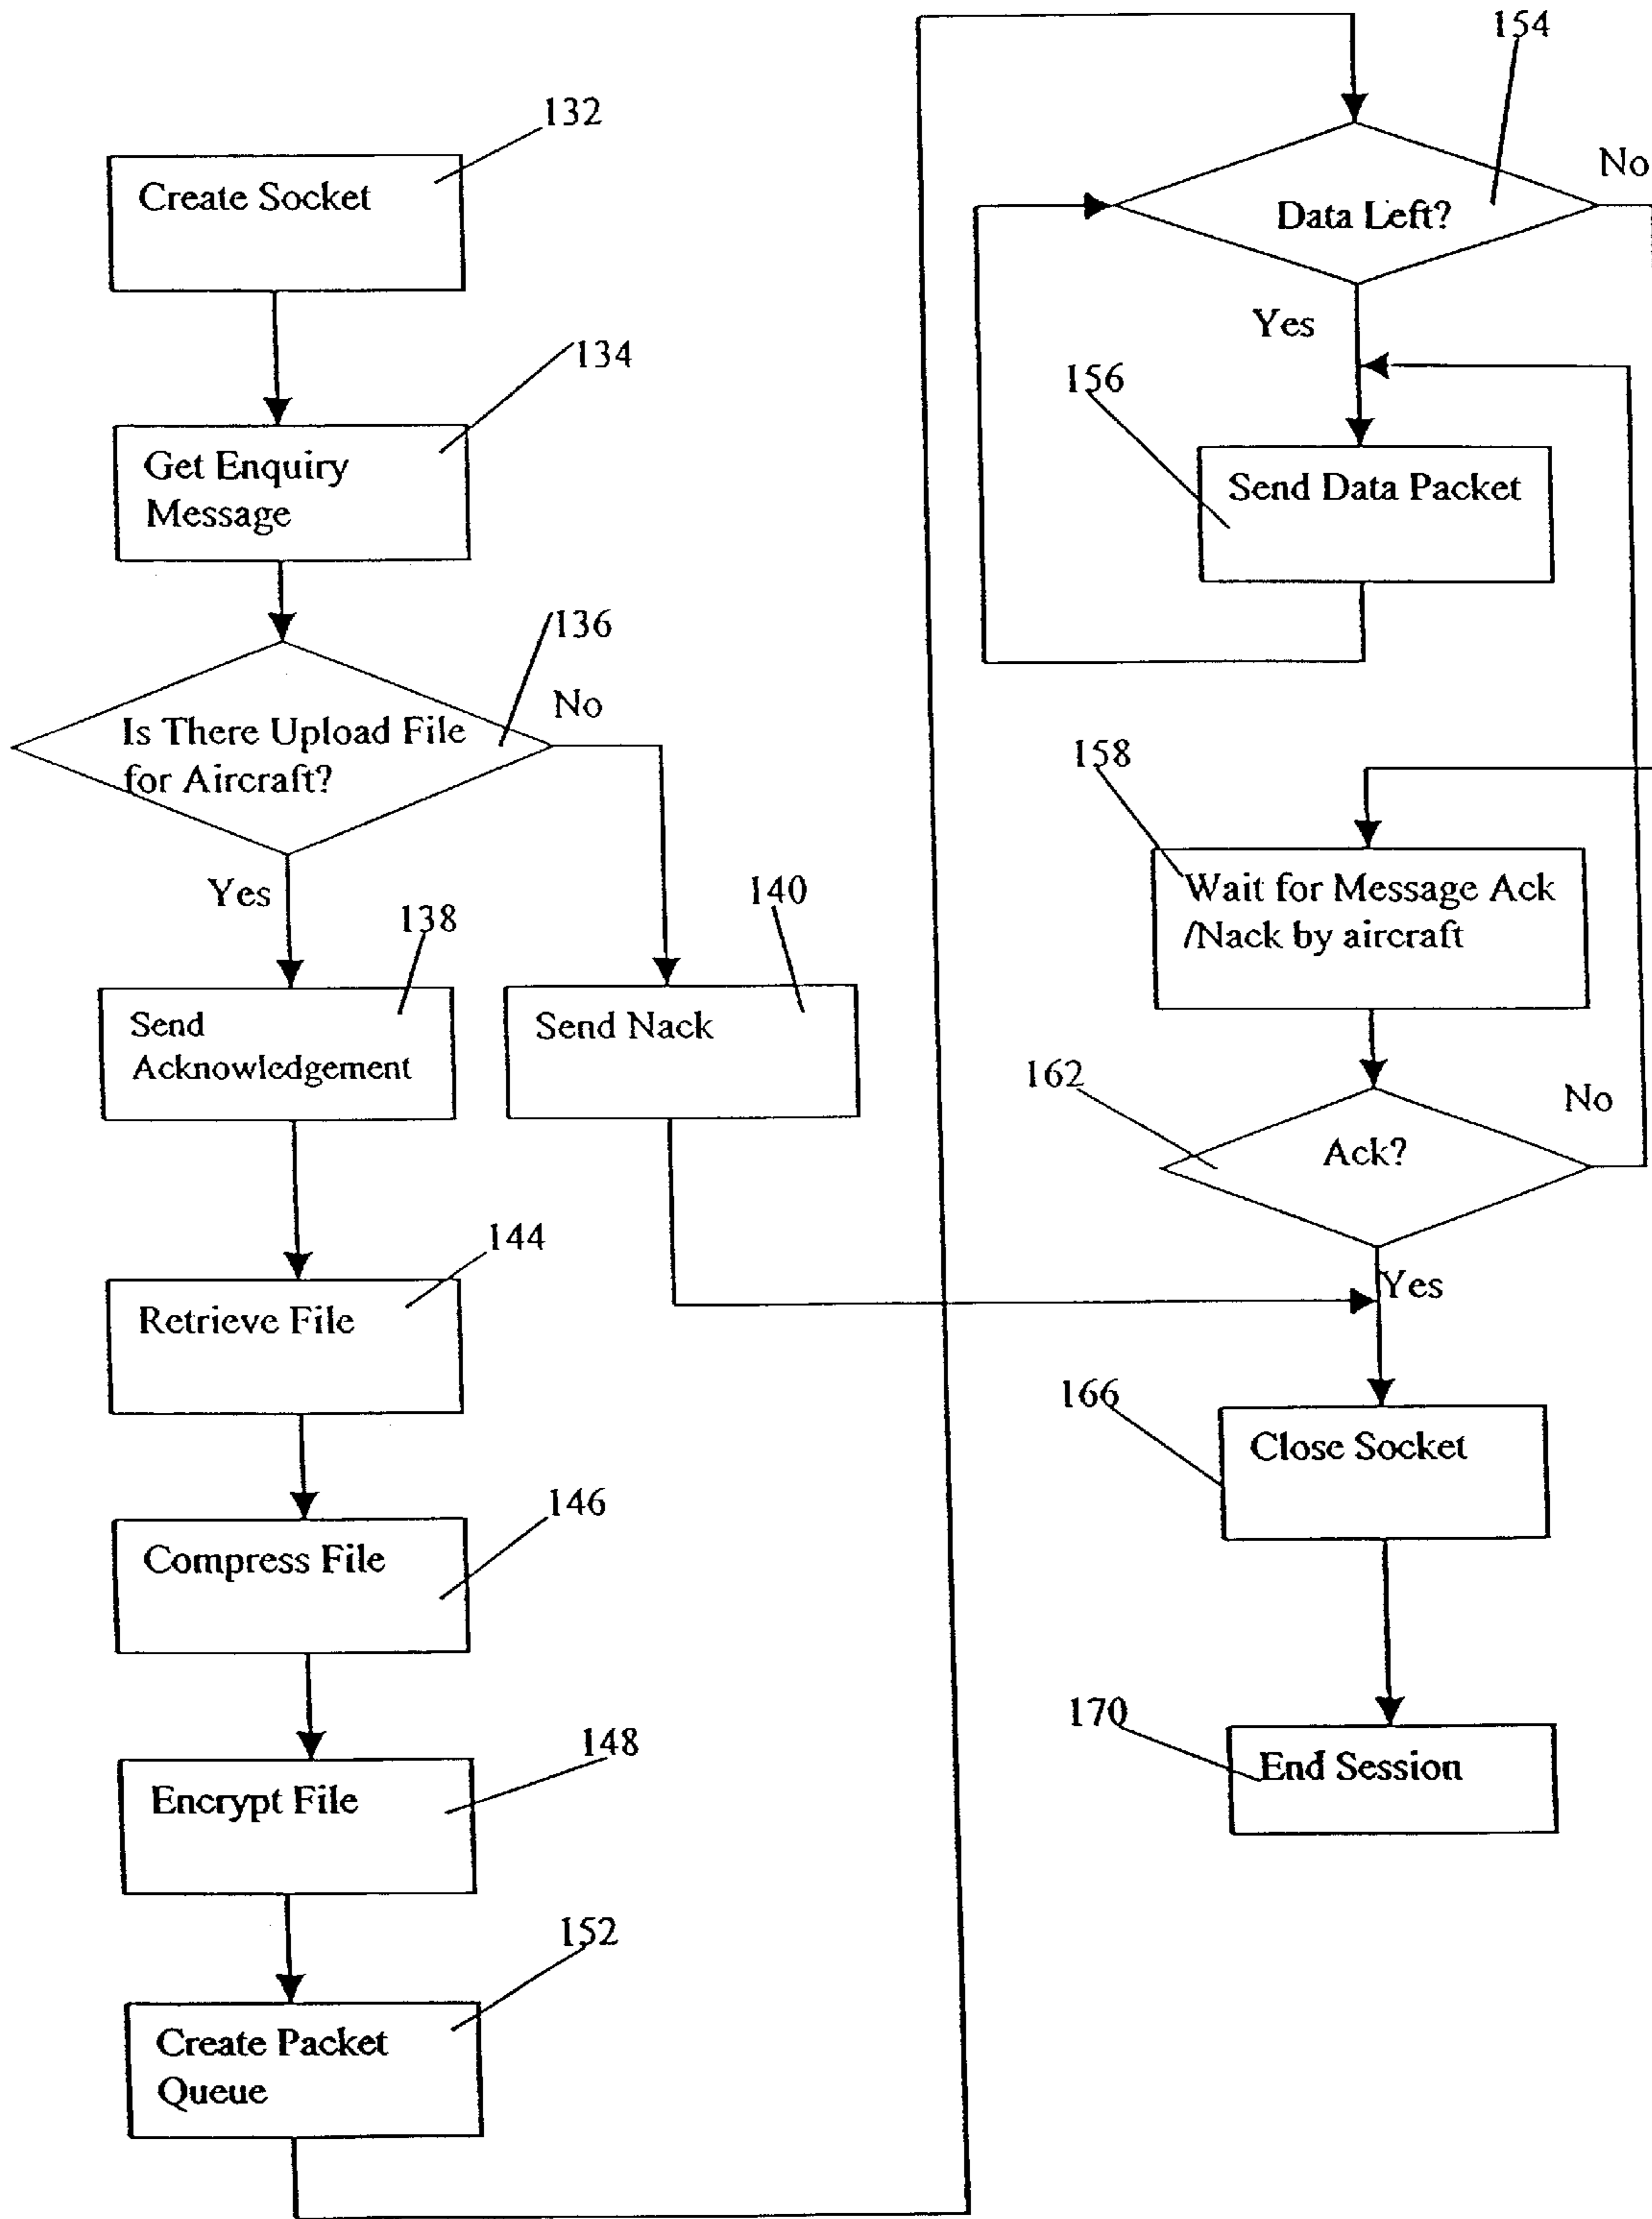 132
Create Socket
134
Get Enquiry
Message
136
Is There Upload File
for Aircraft?
No
Yes
138
Send
Acknowledgement
140
Send Nack
144
Retrieve File
146
Compress File
148
Encrypt File
152
Create Packet
Queue
154
Data Left?
No
Yes
156
Send Data Packet
158
Wait for Message Ack
/Nack by aircraft
162
Ack?
No
Yes
166
Close Socket
170
End Session